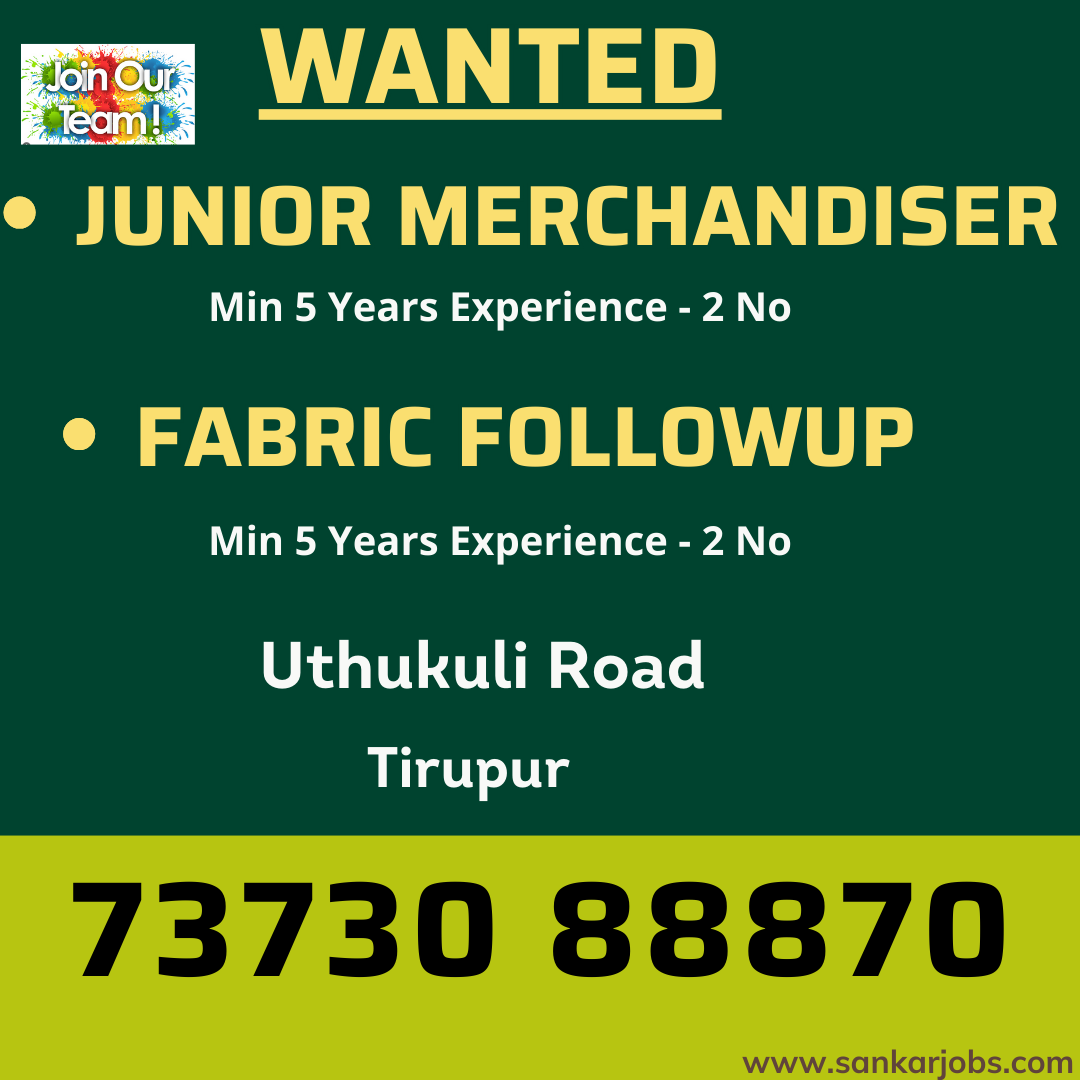 Join Our
Team !
WANTED
• JUNIOR MERCHANDISER
Min 5 Years Experience - 2 No
• FABRIC FOLLOWUP
Min 5 Years Experience - 2 No
Uthukuli Road
Tirupur
73730 88870
www.sankarjobs.com